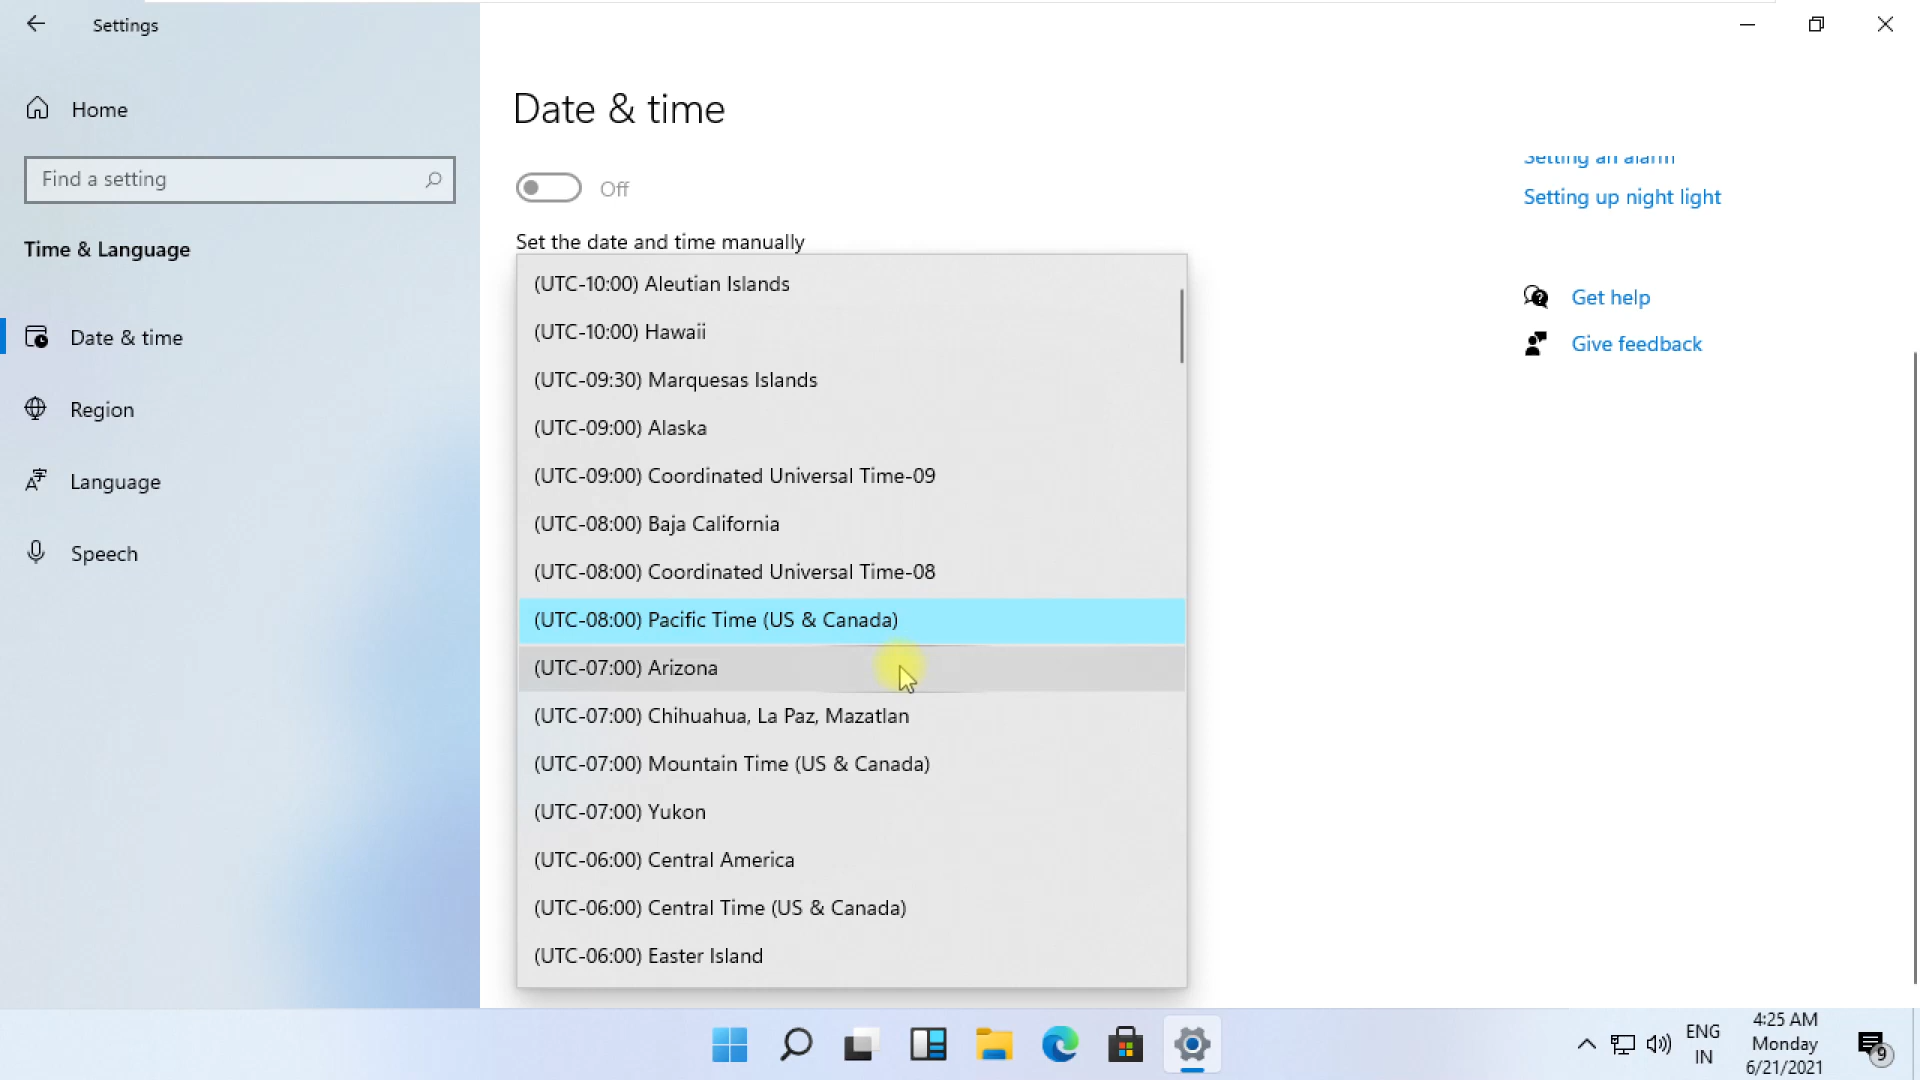 Settings
Home
Find a setting
Time & Language
Date & time
Region
Language
Speech
Date & time
Off
Set the date and time manually
(UTC-10:00) Aleutian Islands
(UTC-10:00) Hawaii
(UTC-09:30) Marquesas Islands
(UTC-09:00) Alaska
(UTC-09:00) Coordinated Universal Time-09
(UTC-08:00) Baja California
(UTC-08:00) Coordinated Universal Time-08
(UTC-08:00) Pacific Time (US & Canada)
(UTC-07:00) Arizona
(UTC-07:00) Chihuahua, La Paz, Mazatlan
(UTC-07:00) Mountain Time (US & Canada)
(UTC-07:00) Yukon
(UTC-06:00) Central America
(UTC-06:00) Central Time (US & Canada)
(UTC-06:00) Easter Island
Setting an alarm
Setting up night light
Get help
Give feedback
ENG
IN
4:25 AM
Monday
6/21/2021
9